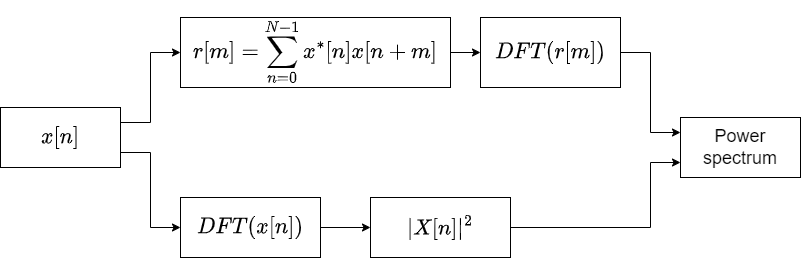 x[n]
r[m] = \sum_{n=0}^{N-1} x^*[n]x[n + m]
DFT(r[m])
DFT(x[n])
|X[n]|^2
Power
spectrum